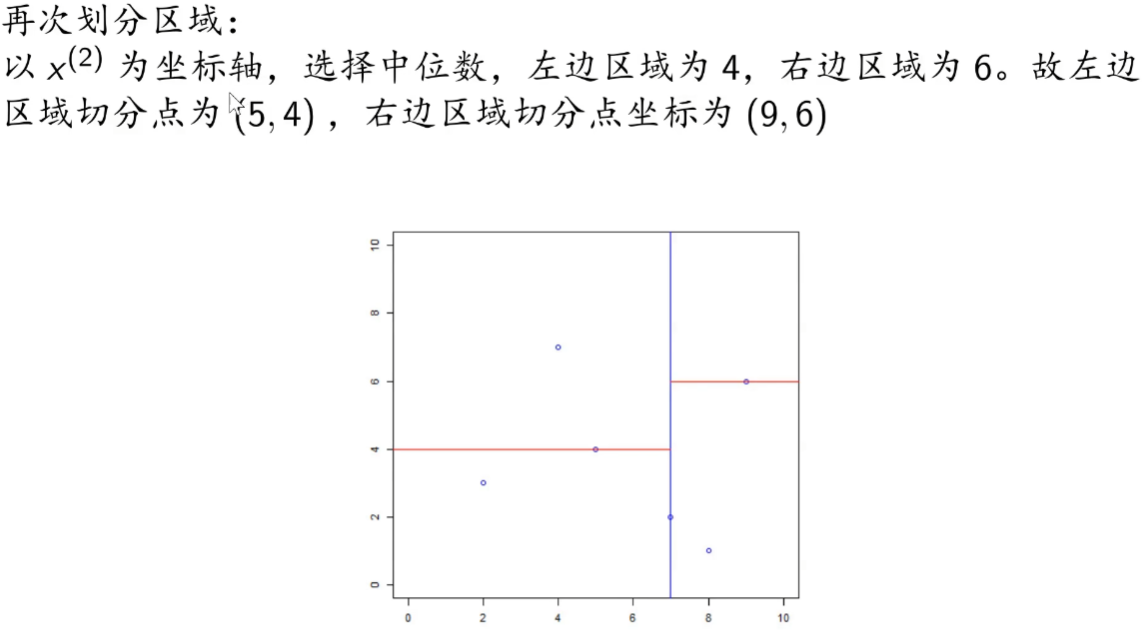 再次划分区域：
以 x⁽²⁾ 为坐标轴，选择中位数，左边区域为 4，右边区域为 6。故左边
区域切分点为 (5, 4) ，右边区域切分点坐标为 (9, 6)
10
8
6
4
2
0
0 2 4 6 8 10